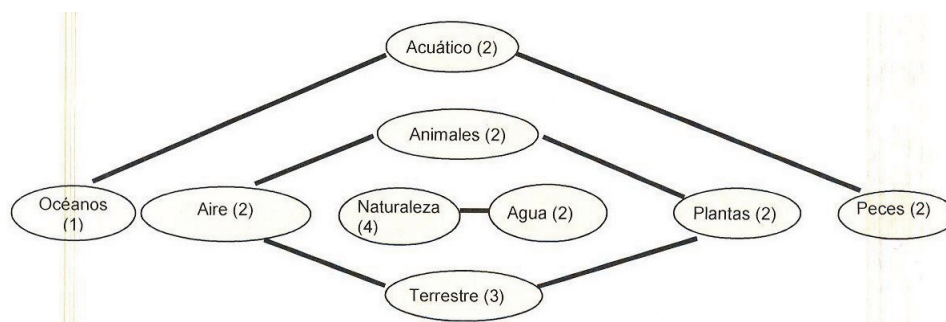 Acuático (2)
Animales (2)
Océanos
(1)
Aire (2)
Naturaleza
(4)
Agua (2)
Plantas (2)
Peces (2)
Terrestre (3)